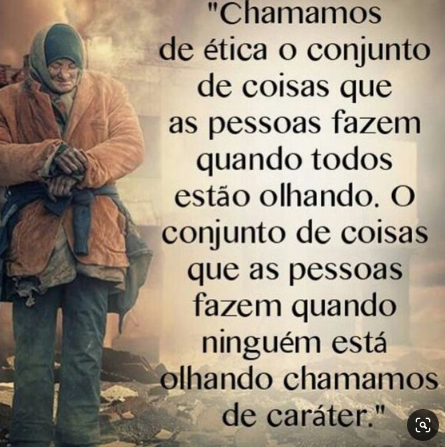 "Chamamos
de ética o conjunto
de coisas que
as pessoas fazem
quando todos
estão olhando. O
conjunto de coisas
que as pessoas
fazem quando
ninguém está
olhando chamamos
de caráter."